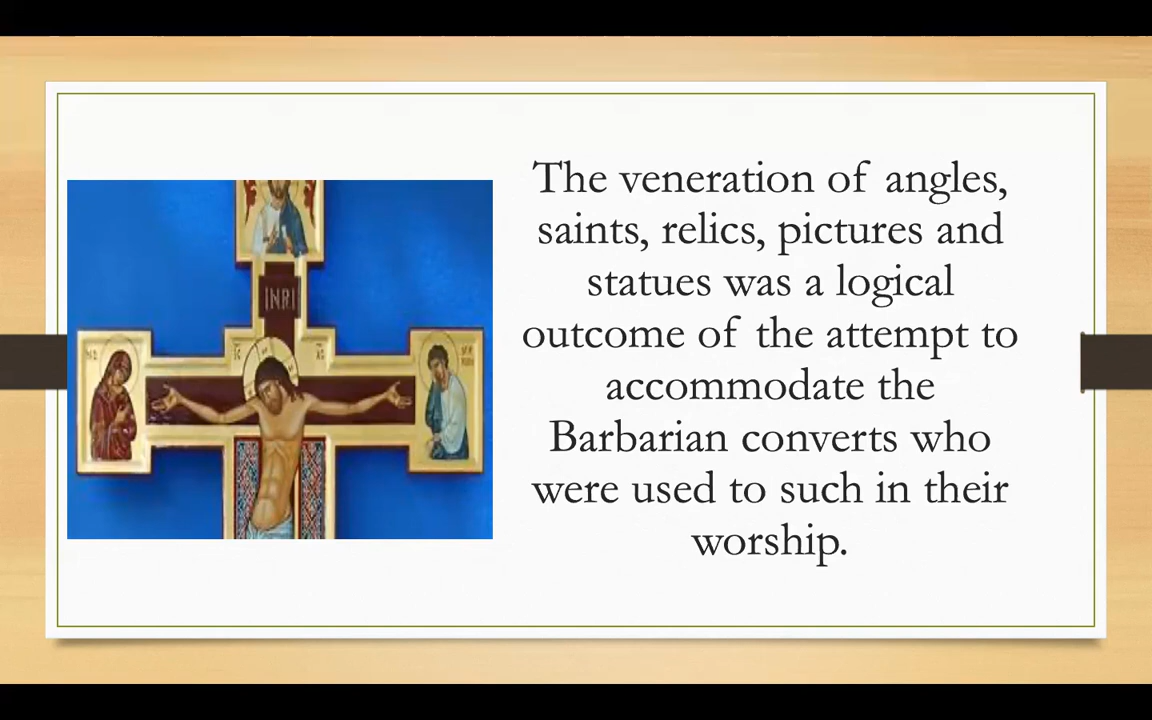 INRI
The veneration of angles,
saints, relics, pictures and
statues was a logical
outcome of the attempt to
accommodate the
Barbarian converts who
were used to such in their
worship.